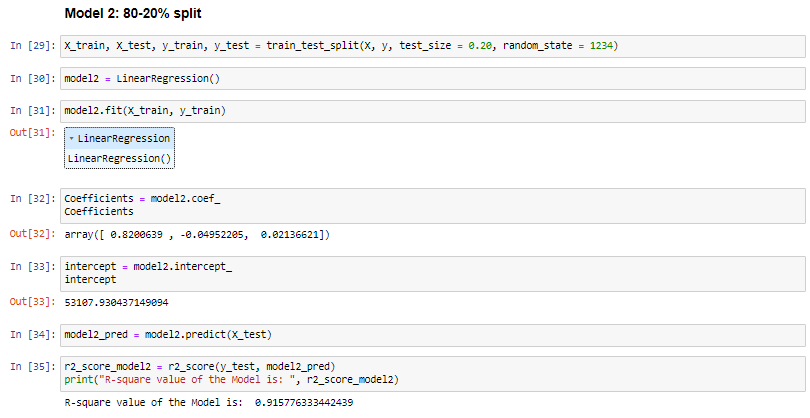 Model 2: 80-20% split
In [29]: X_train, X_test, y_train, y_test = train_test_split(X, y, test_size = 0.20, random_state = 1234)
In [30]: model2 = LinearRegression()
In [31]: model2.fit(X_train, y_train)
Out[31]: ▾ LinearRegression
LinearRegression()
In [32]: Coefficients = model2.coef_
Coefficients
Out[32]: array([ 0.8200639 , -0.04952205,  0.02136621])
In [33]: intercept = model2.intercept_
intercept
Out[33]: 53107.930437149094
In [34]: model2_pred = model2.predict(X_test)
In [35]: r2_score_model2 = r2_score(y_test, model2_pred)
print("R-square value of the Model is: ", r2_score_model2)
R-square value of the Model is:  0.915776333442439